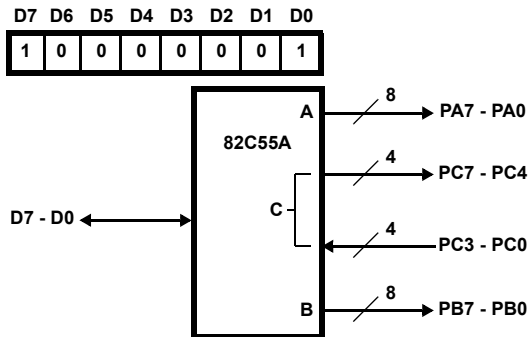 D7 D6 D5 D4 D3 D2 D1 D0
1 0 0 0 0 0 0 1
A 8 PA7 - PA0
82C55A
4 PC7 - PC4
C
D7 - D0
4 PC3 - PC0
B 8 PB7 - PB0